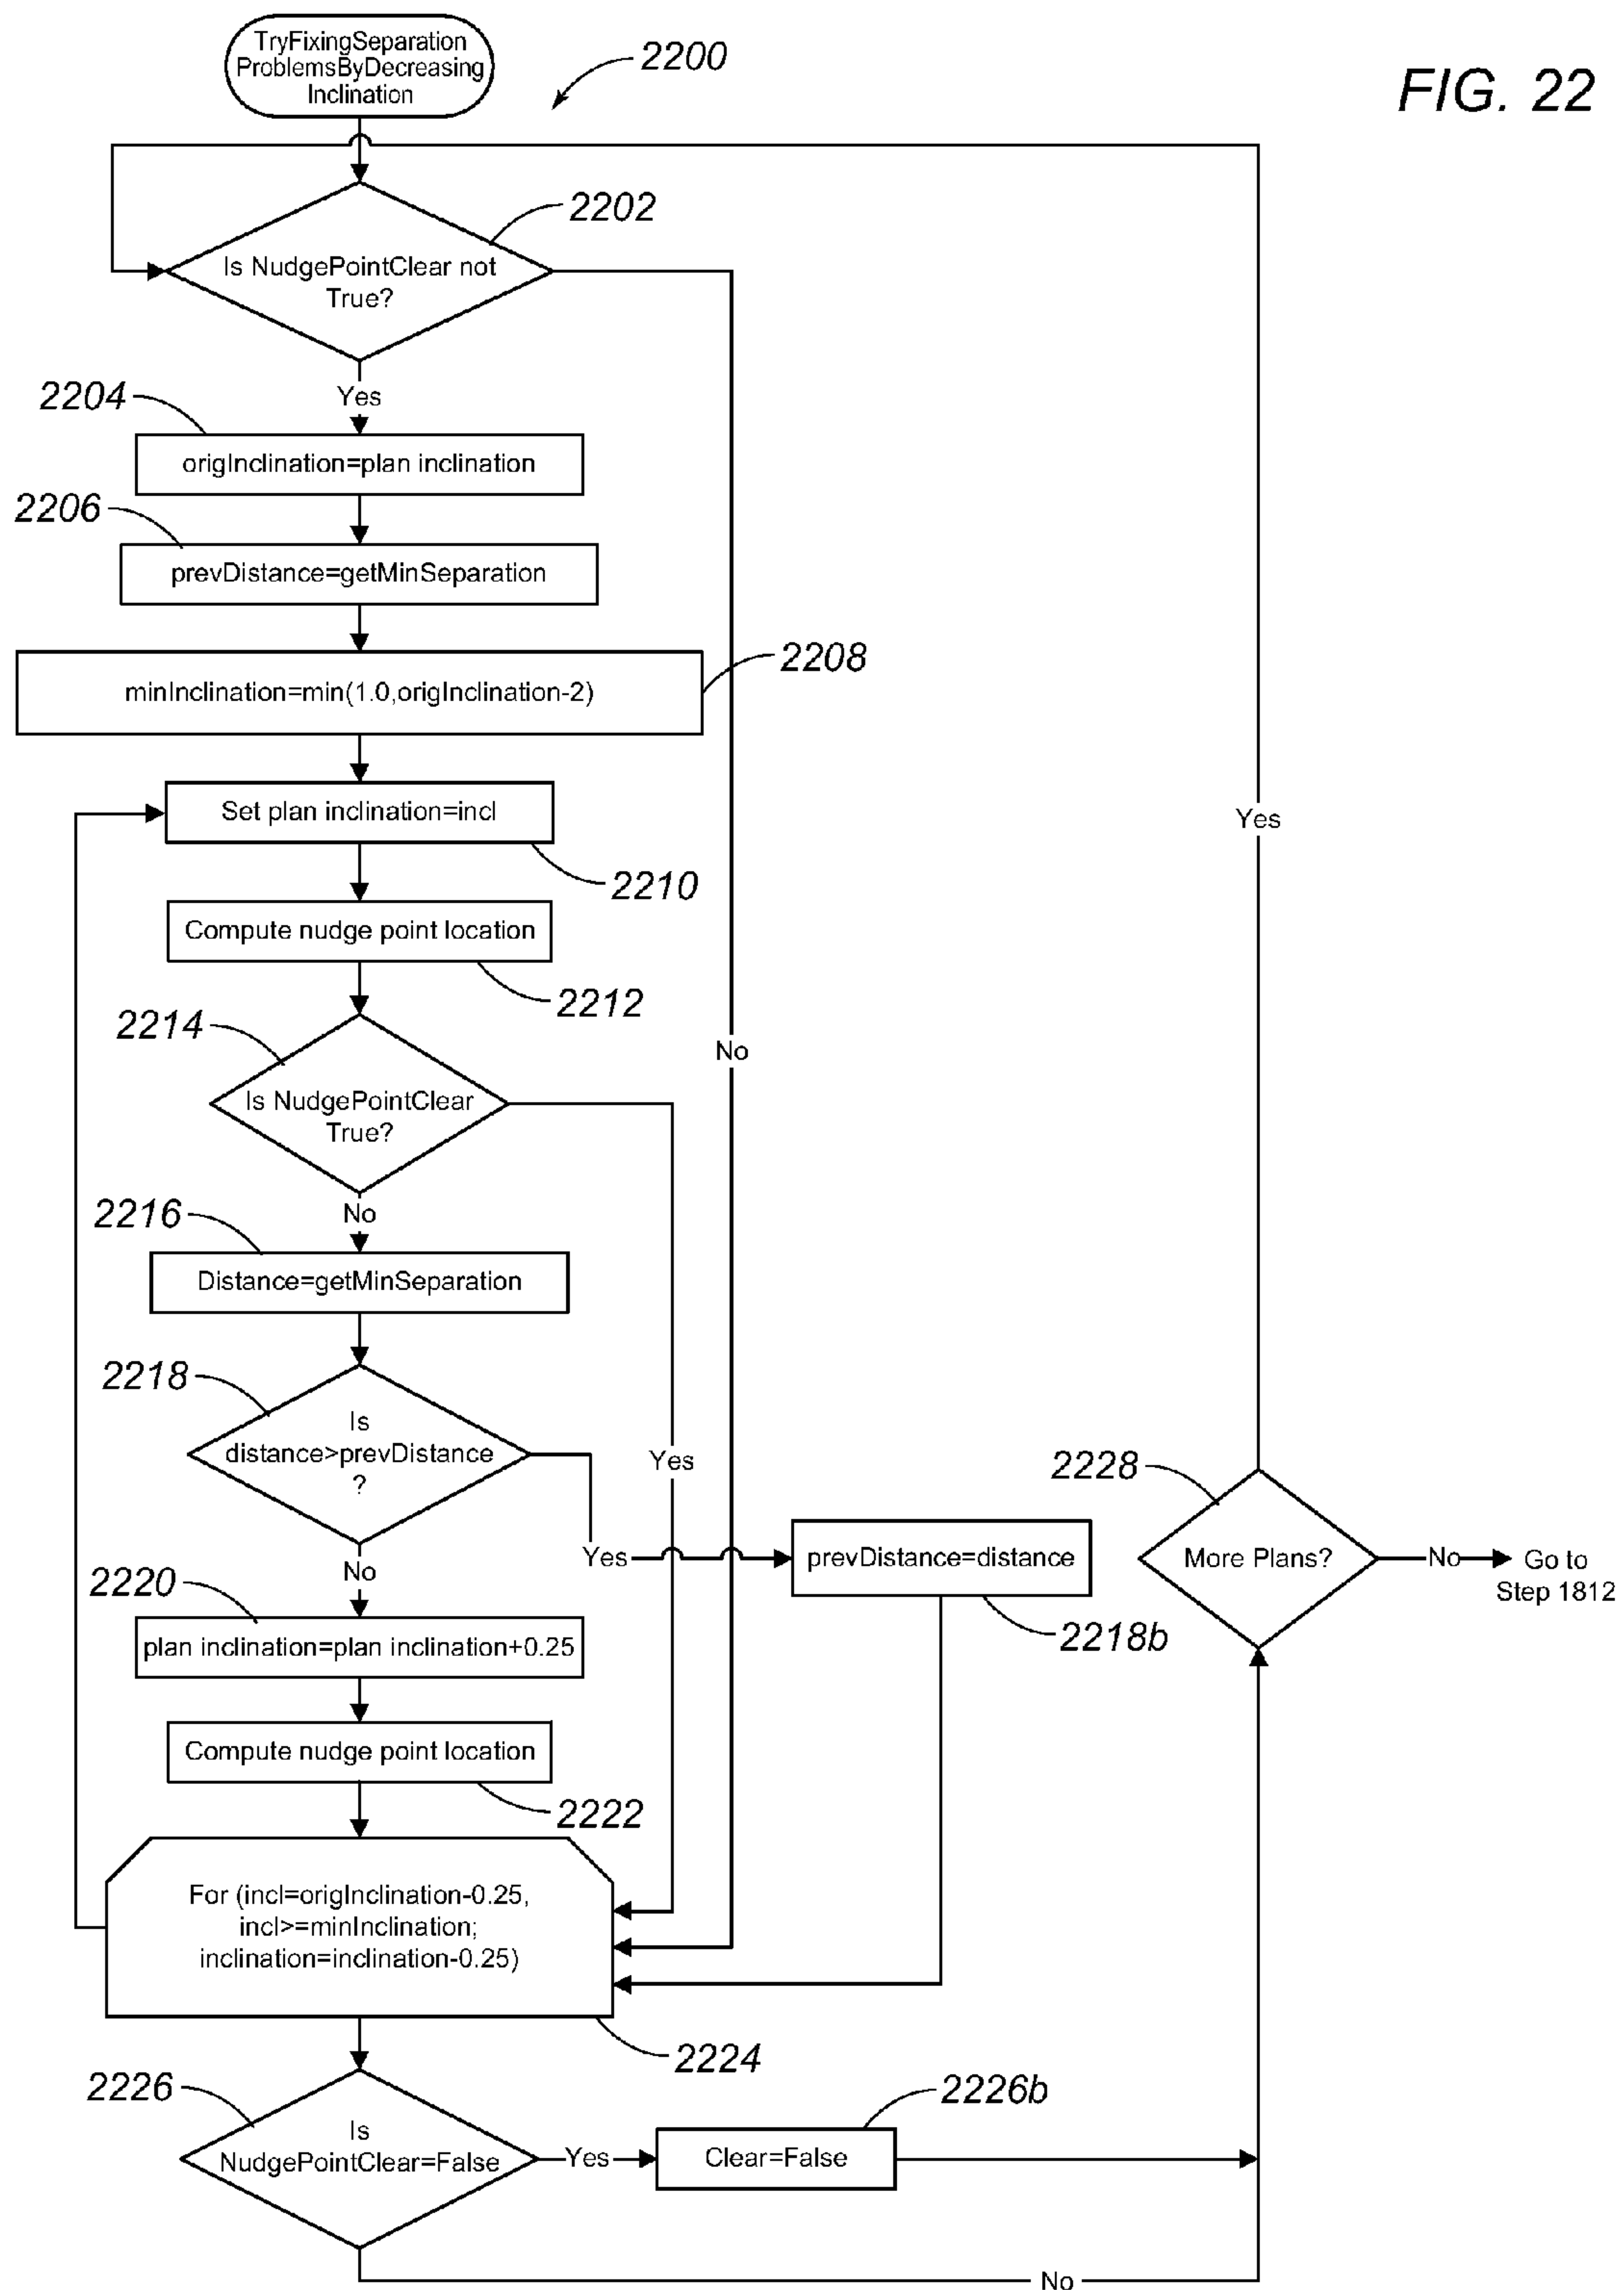 TryFixingSeparation
ProblemsByDecreasing
Inclination
2200
FIG. 22
2202
Is NudgePointClear not
True?
Yes
2204
origInclination=plan inclination
2206
prevDistance=getMinSeparation
2208
minInclination=min(1.0,origInclination-2)
Set plan inclination=incl
Yes
2210
Compute nudge point location
2212
2214
No
Is NudgePointClear
True?
No
2216
Distance=getMinSeparation
2218
Is
distance>prevDistance
?
Yes
2228
Yes
prevDistance=distance
More Plans?
No
Go to
Step 1812
No
2220
2218b
plan inclination=plan inclination+0.25
Compute nudge point location
2222
For (incl=origInclination-0.25,
incl>=minInclination;
inclination=inclination-0.25)
2224
2226
2226b
Is
NudgePointClear=False
Yes
Clear=False
No